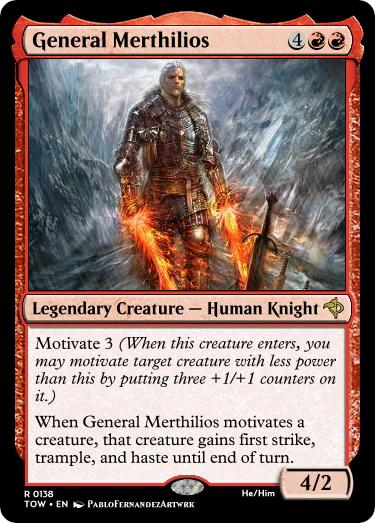 General Merthilios 4
Legendary Creature — Human Knight
Motivate 3 (When this creature enters, you
may motivate target creature with less power
than this by putting three +1/+1 counters on
it.)
When General Merthilios motivates a
creature, that creature gains first strike,
trample, and haste until end of turn.
4/2
R 0138
He/Him
TOW • EN PabloFernandezArtwrk